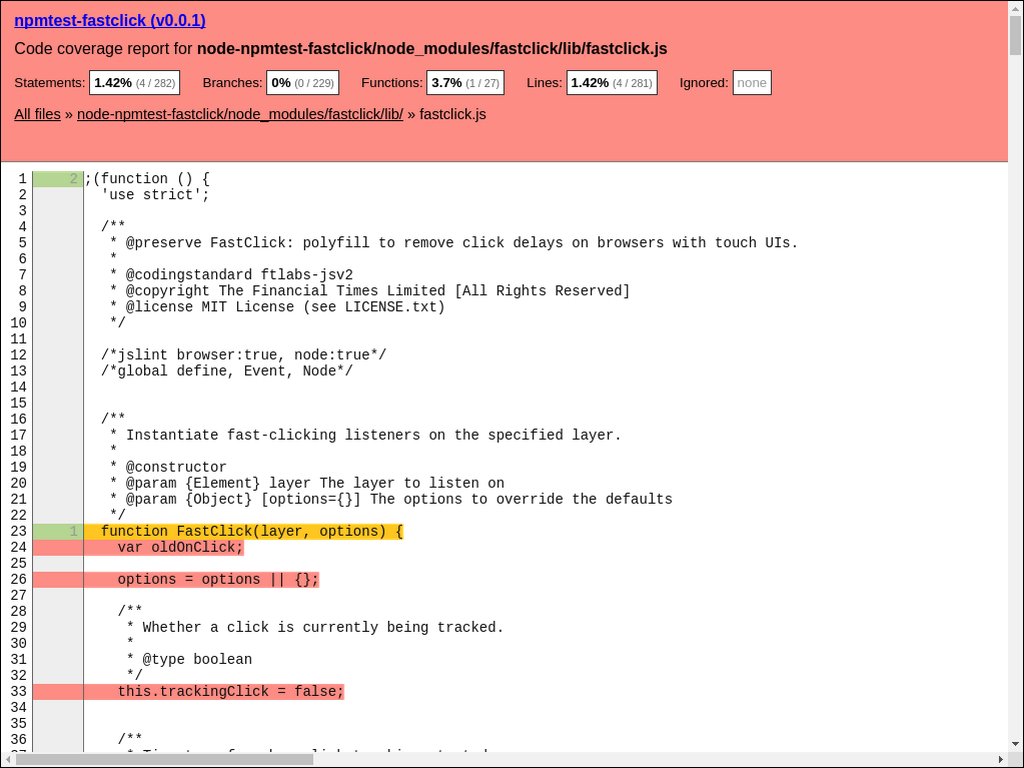 npmtest-fastclick (v0.0.1)
Code coverage report for node-npmtest-fastclick/node_modules/fastclick/lib/fastclick.js
Statements: 1.42% (4 / 282) Branches: 0% (0 / 229) Functions: 3.7% (1 / 27) Lines: 1.42% (4 / 281) Ignored: none
All files » node-npmtest-fastclick/node_modules/fastclick/lib/ » fastclick.js
1 2 ;(function () {
2 'use strict';
3
4 /**
5 * @preserve FastClick: polyfill to remove click delays on browsers with touch UIs.
6 *
7 * @codingstandard ftlabs-jsv2
8 * @copyright The Financial Times Limited [All Rights Reserved]
9 * @license MIT License (see LICENSE.txt)
10 */
11
12 /*jslint browser:true, node:true*/
13 /*global define, Event, Node*/
14
15
16 /**
17 * Instantiate fast-clicking listeners on the specified layer.
18 *
19 * @constructor
20 * @param {Element} layer The layer to listen on
21 * @param {Object} [options={}] The options to override the defaults
22 */
23 1 function FastClick(layer, options) {
24 var oldOnClick;
25
26 options = options || {};
27
28 /**
29 * Whether a click is currently being tracked.
30 *
31 * @type boolean
32 */
33 this.trackingClick = false;
34
35
36 /**